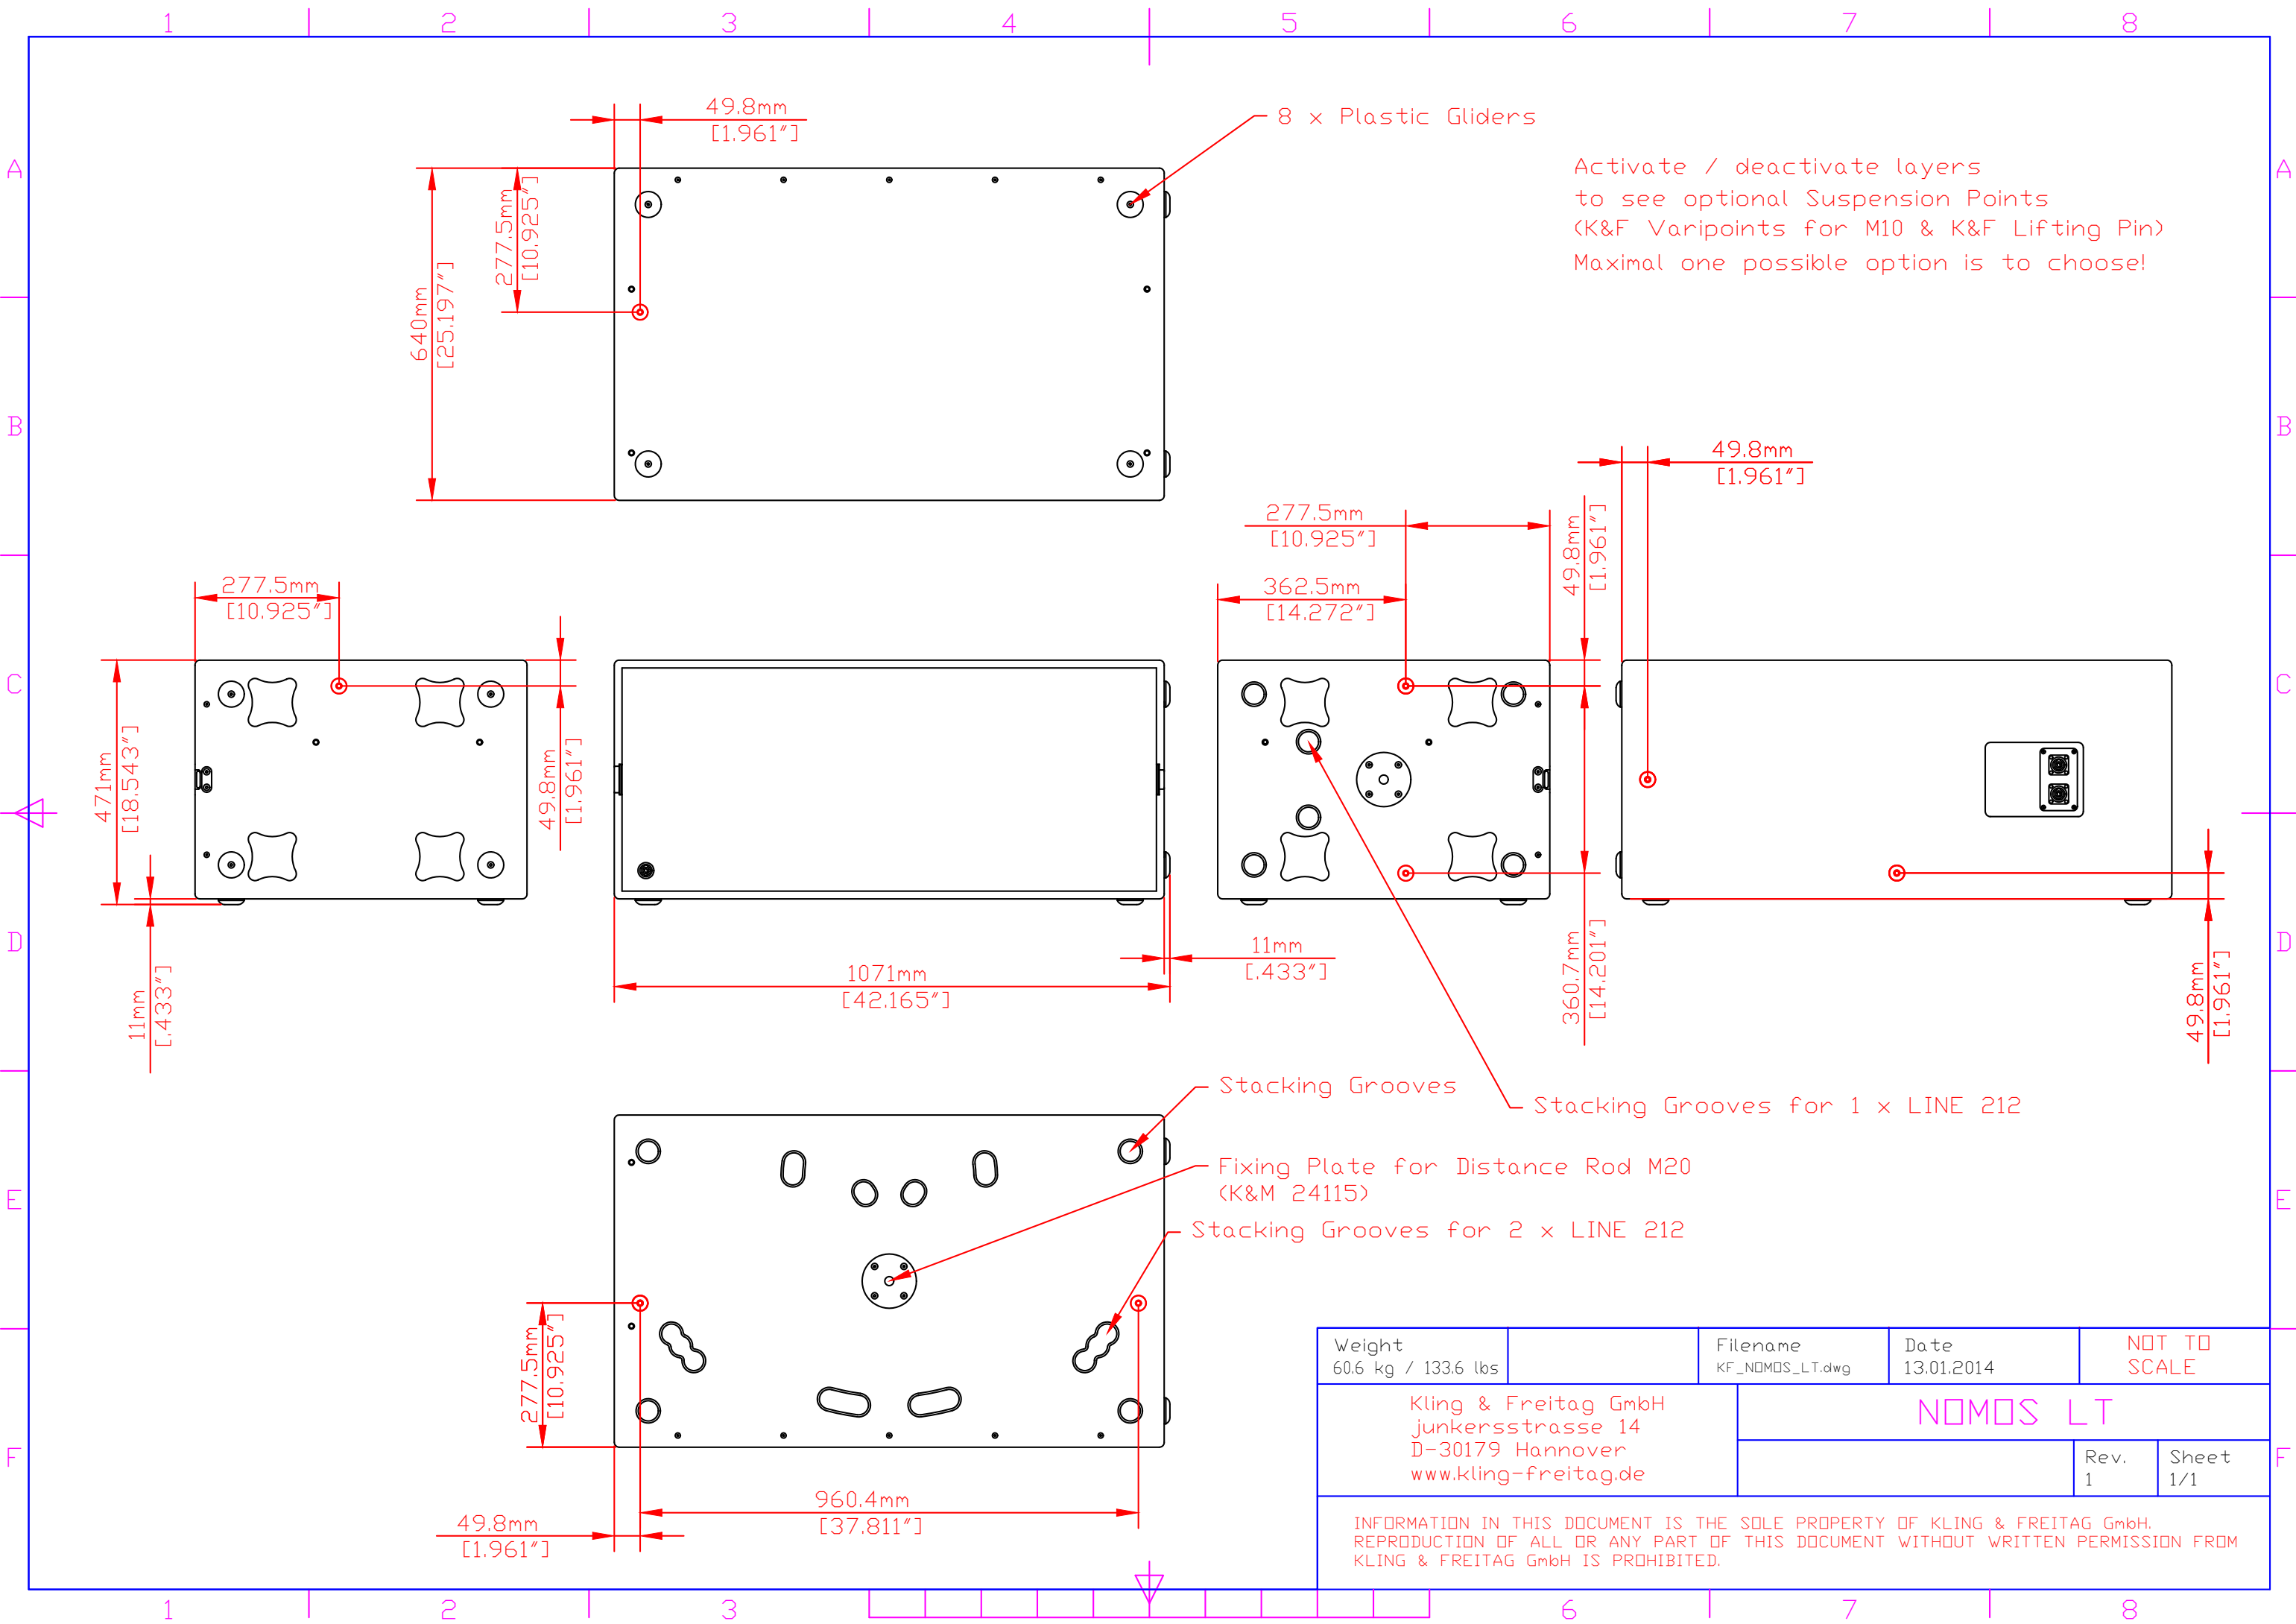 1 2 3 4 5 6 7 8
A
A
49.8mm
[1.961"]
8 x Plastic Gliders
Activate / deactivate layers
to see optional Suspension Points
(K&F Varipoints for M10 & K&F Lifting Pin)
Maximal one possible option is to choose!
277.5mm
[10.925"]
640mm
[25.197"]
B
B
49.8mm
[1.961"]
277.5mm
[10.925"]
49.8mm
[1.961"]
362.5mm
[14.272"]
277.5mm
[10.925"]
C
C
471mm
[18.543"]
49.8mm
[1.961"]
D
D
11mm
[.433"]
1071mm
[42.165"]
11mm
[.433"]
360.7mm
[14.201"]
49.8mm
[1.961"]
Stacking Grooves
Stacking Grooves for 1 x LINE 212
Fixing Plate for Distance Rod M20
(K&M 24115)
Stacking Grooves for 2 x LINE 212
E
E
277.5mm
[10.925"]
960.4mm
[37.811"]
49.8mm
[1.961"]
F
F
Weight
60.6 kg / 133.6 lbs
Filename
KF_NOMOS_LT.dwg
Date
13.01.2014
NOT TO
SCALE
Kling & Freitag GmbH
junkersstrasse 14
D-30179 Hannover
www.kling-freitag.de
NOMOS LT
Rev.
1
Sheet
1/1
INFORMATION IN THIS DOCUMENT IS THE SOLE PROPERTY OF KLING & FREITAG GmbH.
REPRODUCTION OF ALL OR ANY PART OF THIS DOCUMENT WITHOUT WRITTEN PERMISSION FROM
KLING & FREITAG GmbH IS PROHIBITED.
1 2 3 6 7 8